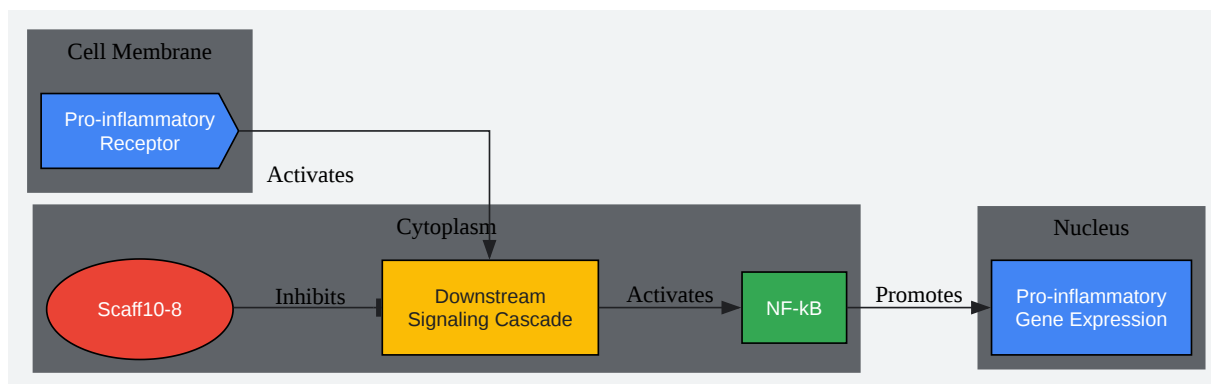 Cell Membrane
Pro-inflammatory
Receptor
Activates
Cytoplasm
Scaff10-8
Inhibits
Downstream
Signaling Cascade
Activates
NF-kB
Promotes
Nucleus
Pro-inflammatory
Gene Expression